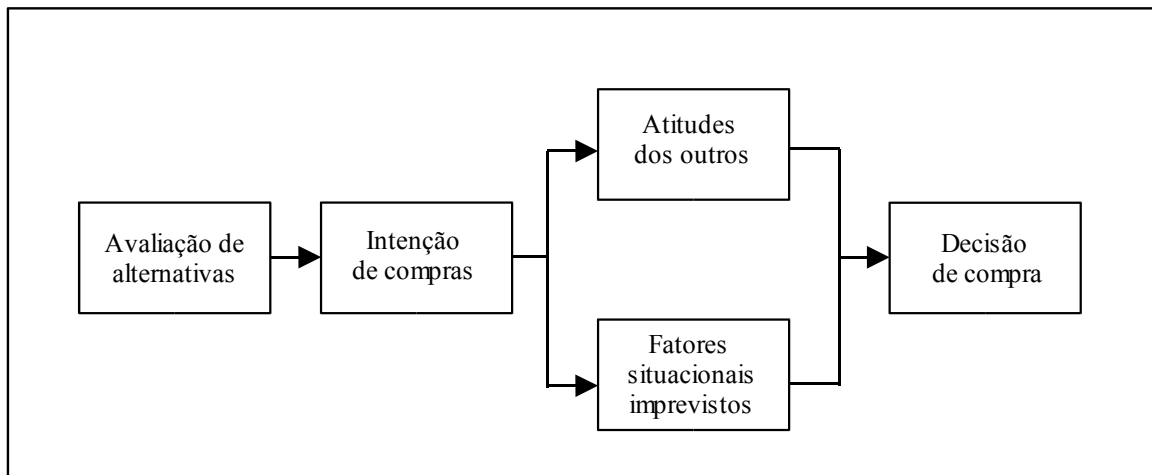 Avaliação de
alternativas
Intenção
de compras
Atitudes
dos outros
Fatores
situacionais
imprevistos
Decisão
de compra